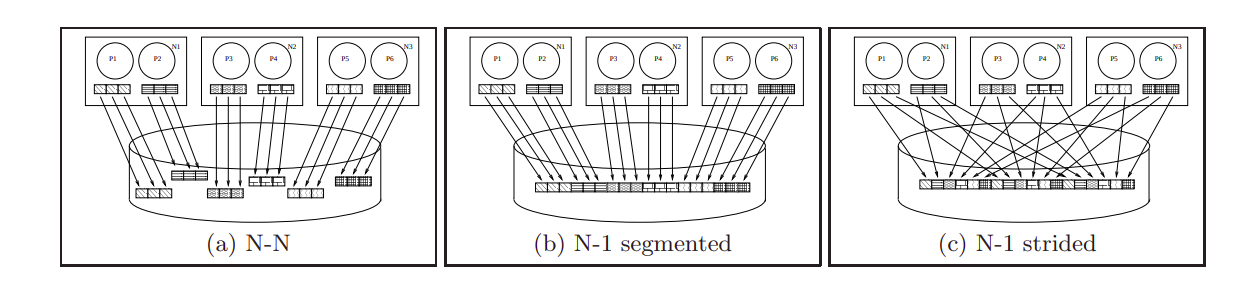 N1 N2 N3
P1 P2 P3 P4 P5 P6
(a) N-N
N1 N2 N3
P1 P2 P3 P4 P5 P6
(b) N-1 segmented
N1 N2 N3
P1 P2 P3 P4 P5 P6
(c) N-1 strided